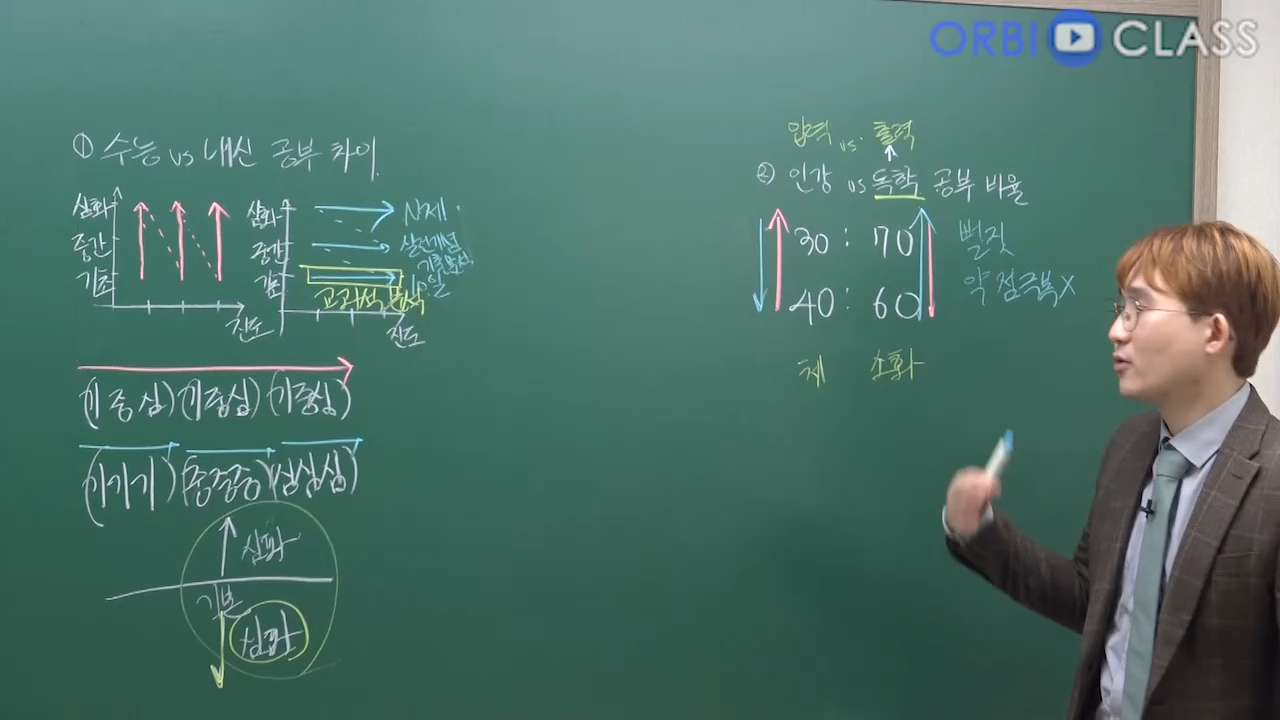 ORBI CLASS
① 수능 vs 내신 공부 차이
심화
중간
기초
진도
심화
중간
기초
진도
N제
실전개념
기출분석
교과서
(기 중 심) (기 중 심) (기 중 심)
(기 기 기) (중 중 중) (심 심 심)
심화
기본
심화
입력 vs. 출력
② 인강 vs 독학 공부 비율
30 : 70
40 : 60
뻘짓
약점극복X
체
소화